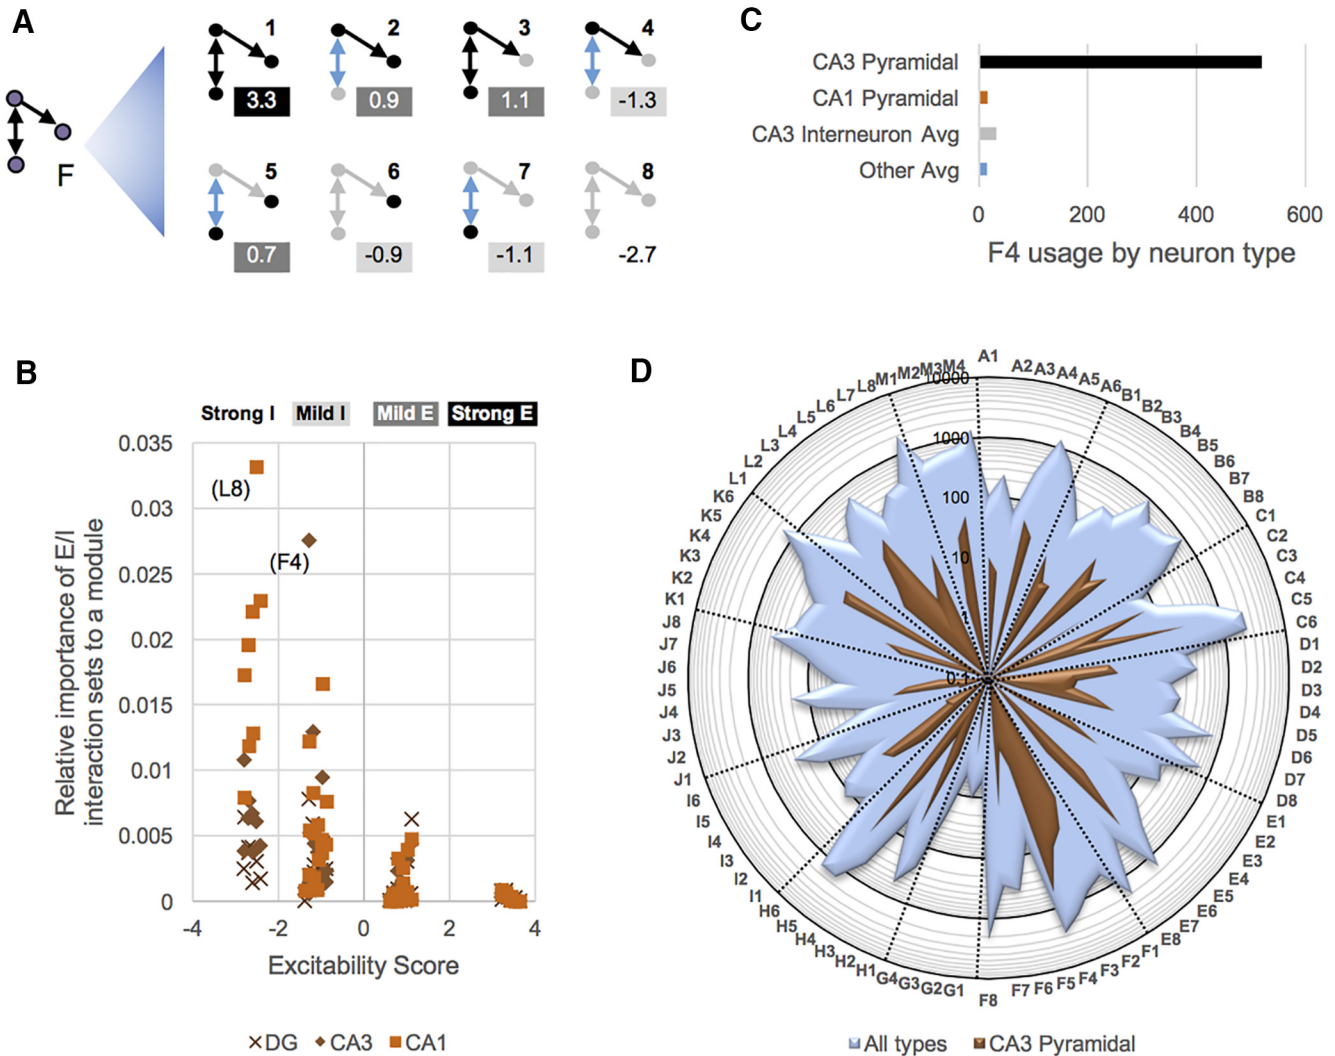 A
F
1 2 3 4
3.3 0.9 1.1 -1.3
5 6 7 8
0.7 -0.9 -1.1 -2.7
C
CA3 Pyramidal
CA1 Pyramidal
CA3 Interneuron Avg
Other Avg
0 200 400 600
F4 usage by neuron type
B
Strong I Mild I Mild E Strong E
Relative importance of E/I
interaction sets to a module
0.035
0.03
0.025
0.02
0.015
0.01
0.005
0
(L8)
(F4)
-4 -2 0 2 4
Excitability Score
DG CA3 CA1
D
A1
A2
A3
A4
A5
A6
B1
B2
B3
B4
B5
B6
B7
B8
C1
C2
C3
C4
C5
C6
D1
D2
D3
D4
D5
D6
D7
D8
E1
E2
E3
E4
E5
E6
E7
E8
F1
F2
F3
F4
F5
F6
F7
F8
G1
G2
G3
G4
H1
H2
H3
H4
H5
H6
I1
I2
I3
I4
I5
I6
J1
J2
J3
J4
J5
J6
J7
J8
K1
K2
K3
K4
K5
K6
L1
L2
L3
L4
L5
L6
L7
L8
M1
M2
M3
M4
10000
1000
100
10
1
0.1
All types CA3 Pyramidal